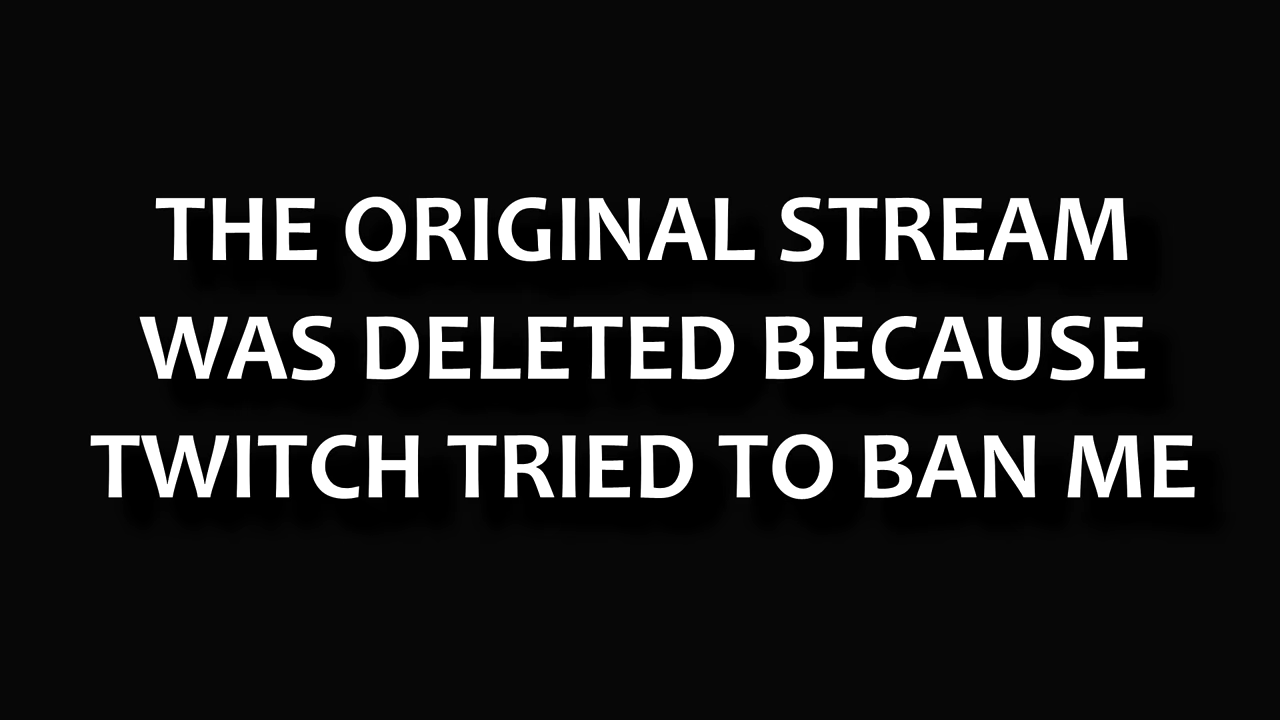 THE ORIGINAL STREAM
WAS DELETED BECAUSE
TWITCH TRIED TO BAN ME